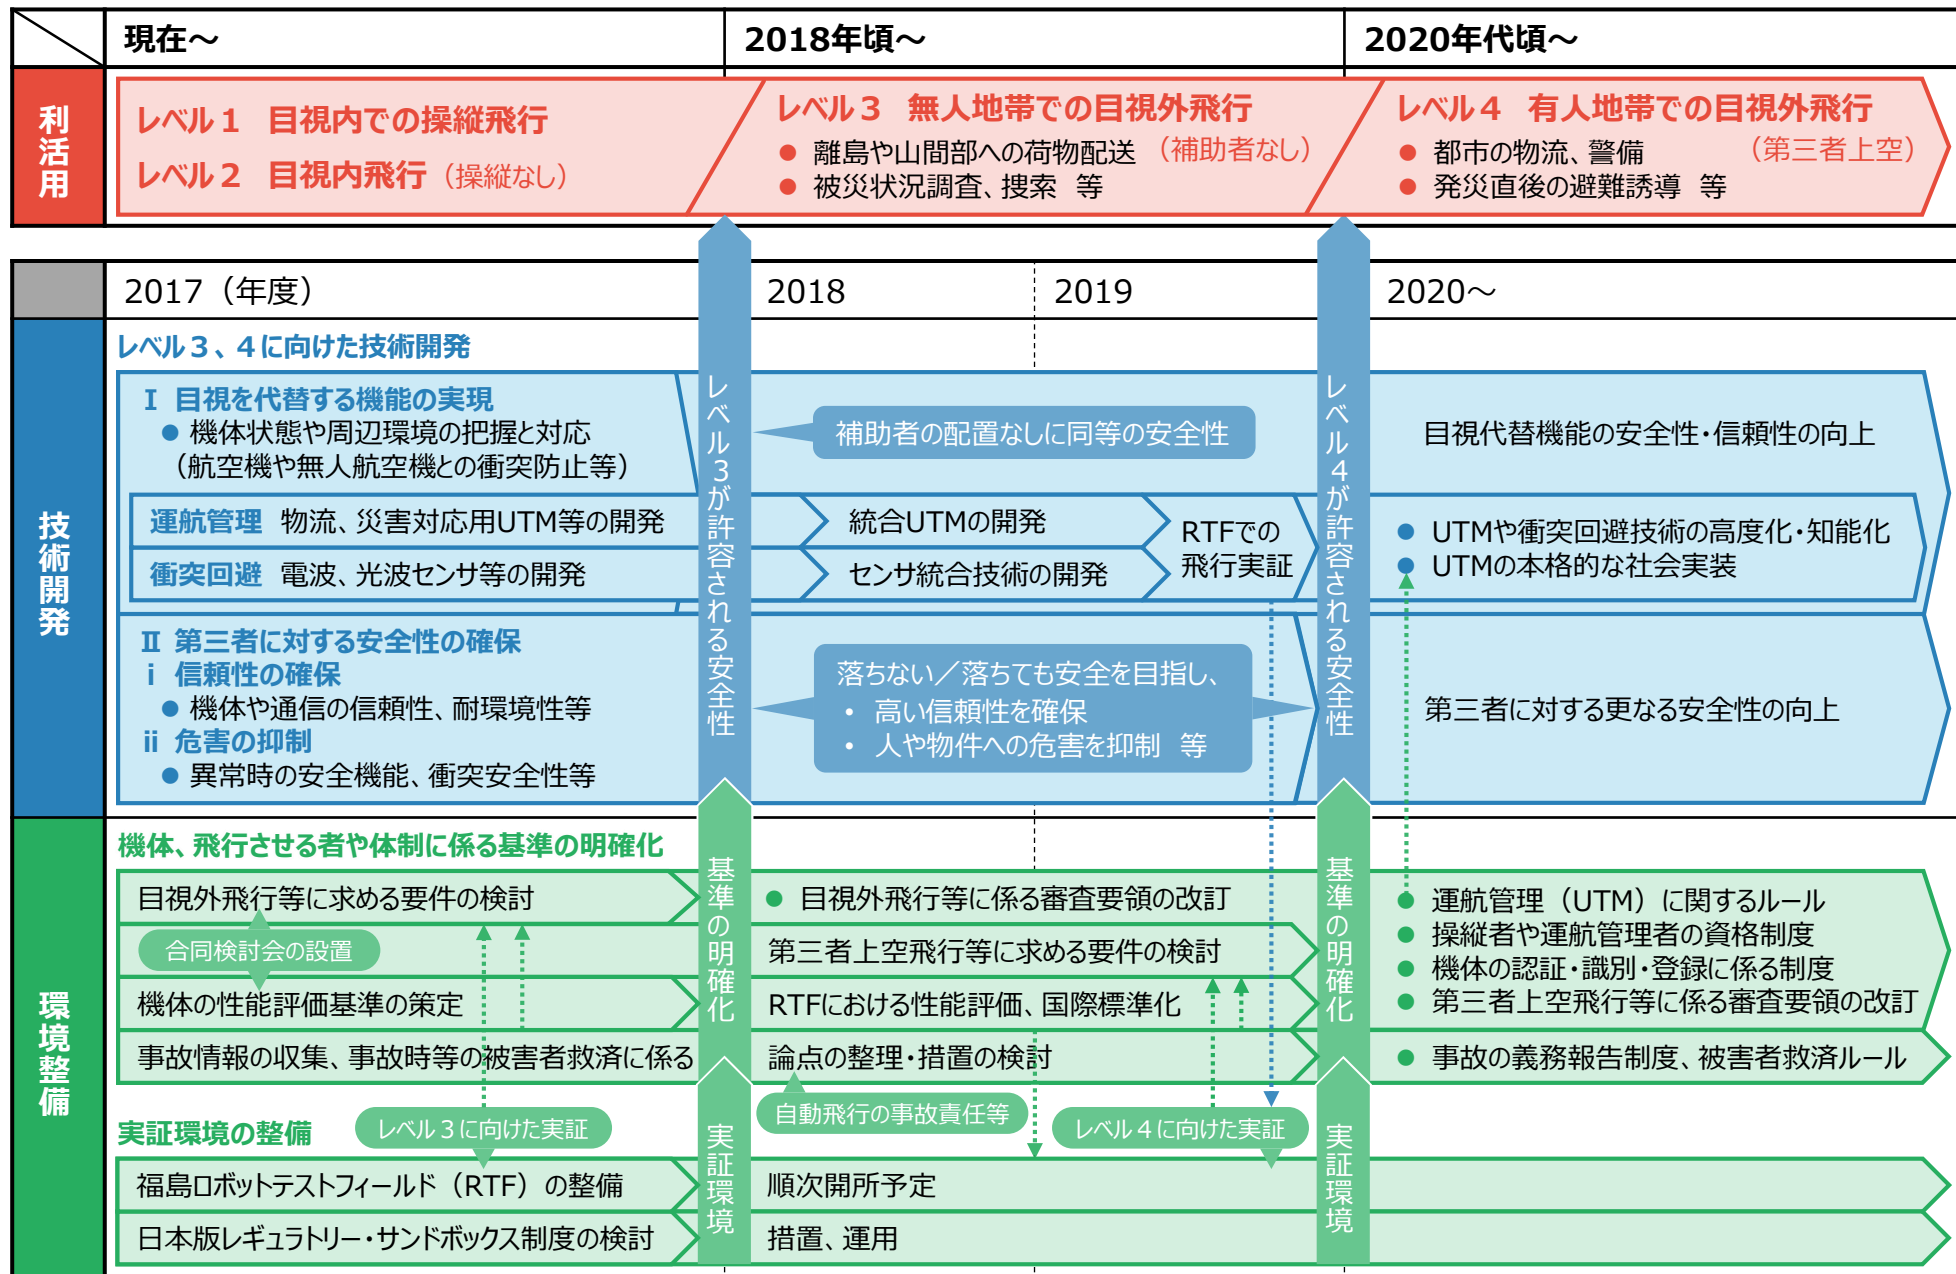 現在～
2018年頃～
2020年代頃～
利活用
レベル１　目視内での操縦飛行
レベル２　目視内飛行（操縦なし）
レベル３　無人地帯での目視外飛行
● 離島や山間部への荷物配送（補助者なし）
● 被災状況調査、捜索　等
レベル４　有人地帯での目視外飛行
● 都市の物流、警備（第三者上空）
● 発災直後の避難誘導　等
2017（年度）
2018
2019
2020～
技術開発
レベル３、４に向けた技術開発
Ⅰ 目視を代替する機能の実現
● 機体状態や周辺環境の把握と対応
（航空機や無人航空機との衝突防止等）
補助者の配置なしに同等の安全性
目視代替機能の安全性・信頼性の向上
運航管理 物流、災害対応用UTM等の開発
統合UTMの開発
衝突回避 電波、光波センサ等の開発
センサ統合技術の開発
RTFでの
飛行実証
● UTMや衝突回避技術の高度化・知能化
● UTMの本格的な社会実装
Ⅱ 第三者に対する安全性の確保
ⅰ 信頼性の確保
● 機体や通信の信頼性、耐環境性等
ⅱ 危害の抑制
● 異常時の安全機能、衝突安全性等
落ちない／落ちても安全を目指し、
・ 高い信頼性を確保
・ 人や物件への危害を抑制　等
第三者に対する更なる安全性の向上
レベル３が許容される安全性
レベル４が許容される安全性
環境整備
機体、飛行させる者や体制に係る基準の明確化
目視外飛行等に求める要件の検討
● 目視外飛行等に係る審査要領の改訂
合同検討会の設置
第三者上空飛行等に求める要件の検討
機体の性能評価基準の策定
RTFにおける性能評価、国際標準化
事故情報の収集、事故時等の被害者救済に係る
論点の整理・措置の検討
● 運航管理（UTM）に関するルール
● 操縦者や運航管理者の資格制度
● 機体の認証・識別・登録に係る制度
● 第三者上空飛行等に係る審査要領の改訂
● 事故の義務報告制度、被害者救済ルール
基準の明確化
基準の明確化
実証環境の整備
レベル３に向けた実証
自動飛行の事故責任等
レベル４に向けた実証
福島ロボットテストフィールド（RTF）の整備
順次開所予定
日本版レギュラトリー・サンドボックス制度の検討
措置、運用
実証環境
実証環境